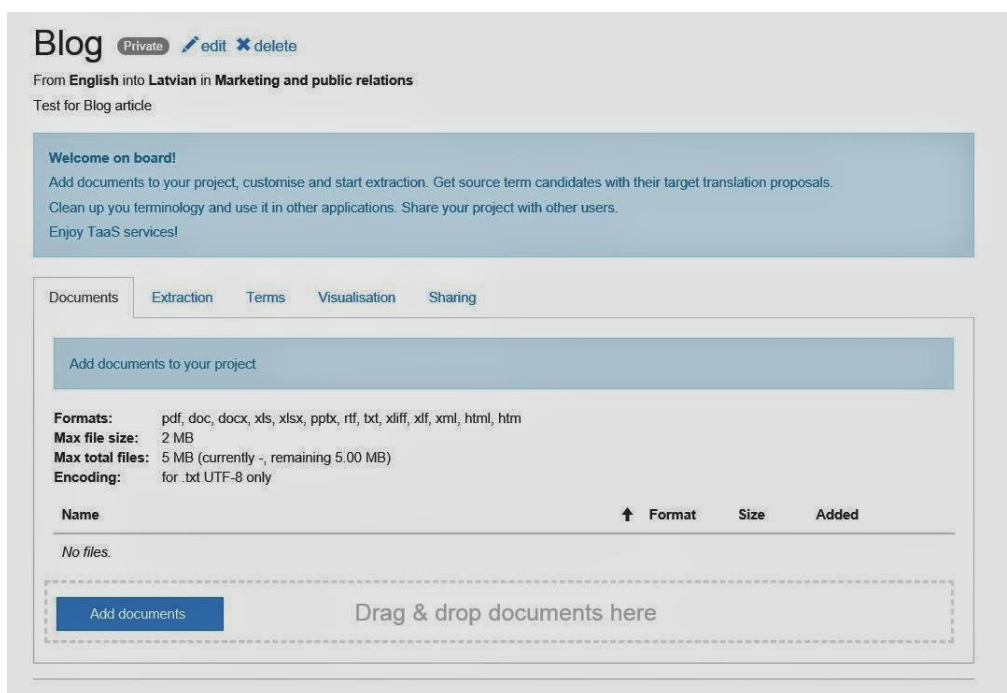 Blog Private edit delete
From English into Latvian in Marketing and public relations
Test for Blog article
Welcome on board!
Add documents to your project, customise and start extraction. Get source term candidates with their target translation proposals.
Clean up you terminology and use it in other applications. Share your project with other users.
Enjoy TaaS services!
Documents Extraction Terms Visualisation Sharing
Add documents to your project
Formats: pdf, doc, docx, xls, xlsx, pptx, rtf, txt, xliff, xlf, xml, html, htm
Max file size: 2 MB
Max total files: 5 MB (currently -, remaining 5.00 MB)
Encoding: for .txt UTF-8 only
Name Format Size Added
No files.
Add documents Drag & drop documents here